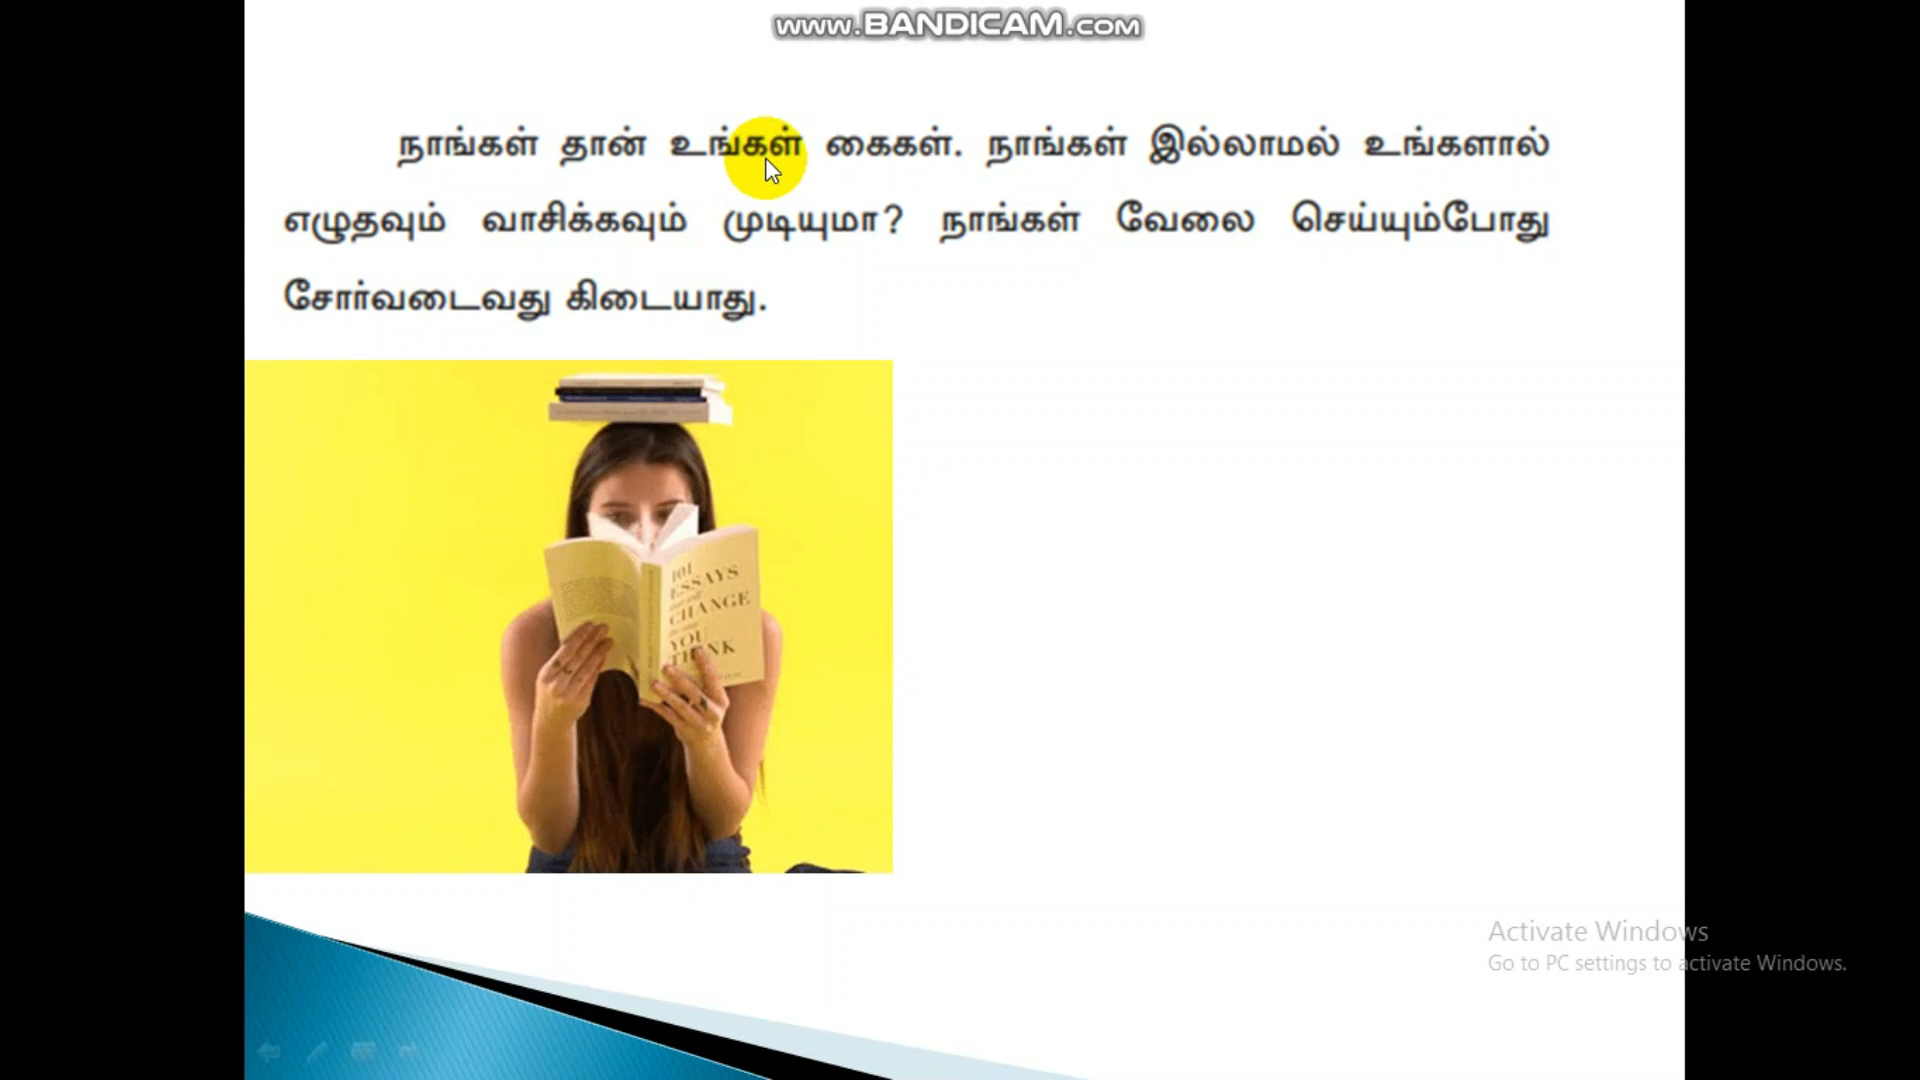 www.BANDICAM.com
நாங்கள் தான் உங்கள் கைகள். நாங்கள் இல்லாமல் உங்களால்
எழுதவும் வாசிக்கவும் முடியுமா? நாங்கள் வேலை செய்யும்போது
சோர்வடைவது கிடையாது.
101
ESSAYS
CHANGE
YOU
THINK
Activate Windows
Go to PC settings to activate Windows.